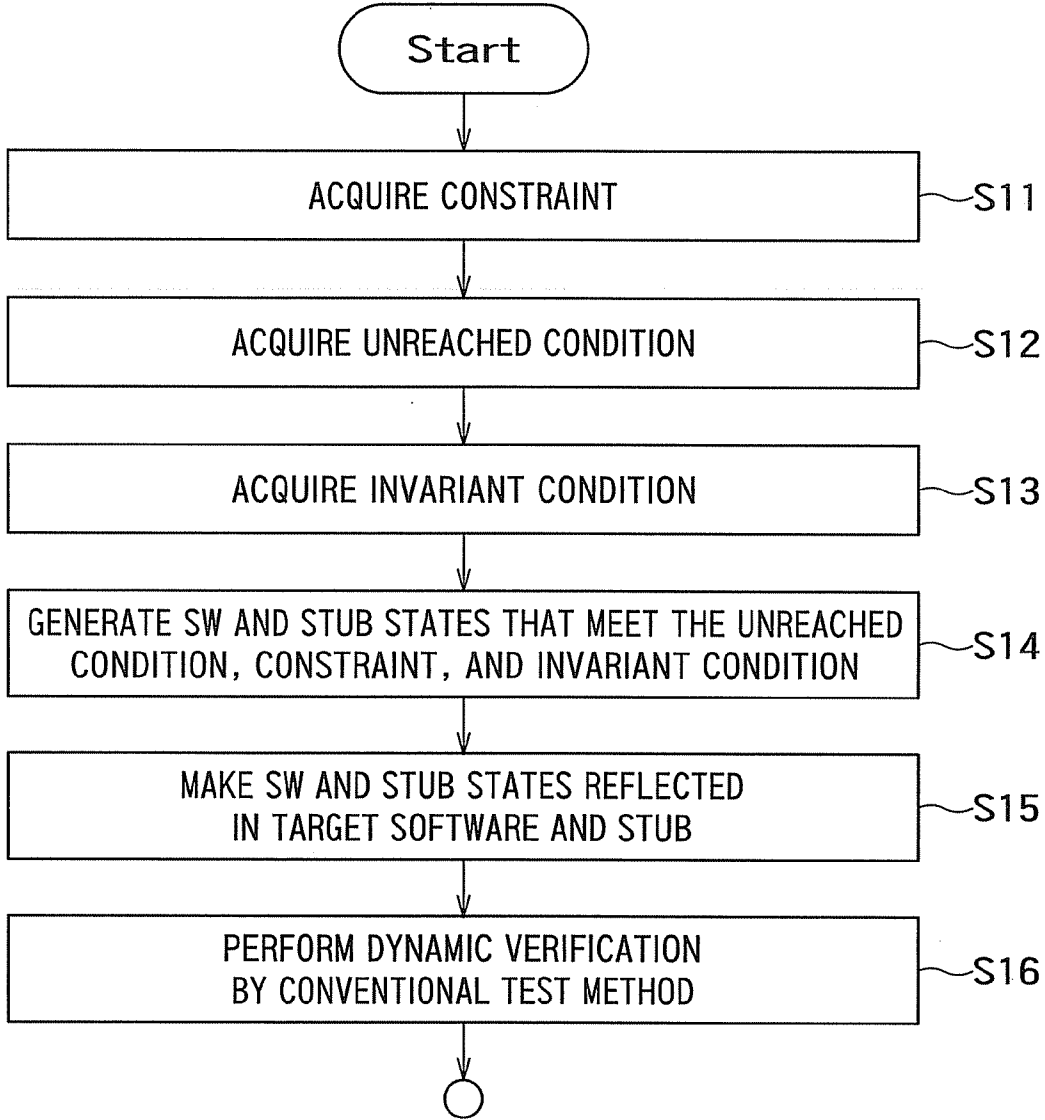 Start
ACQUIRE CONSTRAINT
S11
ACQUIRE UNREACHED CONDITION
S12
ACQUIRE INVARIANT CONDITION
S13
GENERATE SW AND STUB STATES THAT MEET THE UNREACHED
CONDITION, CONSTRAINT, AND INVARIANT CONDITION
S14
MAKE SW AND STUB STATES REFLECTED
IN TARGET SOFTWARE AND STUB
S15
PERFORM DYNAMIC VERIFICATION
BY CONVENTIONAL TEST METHOD
S16